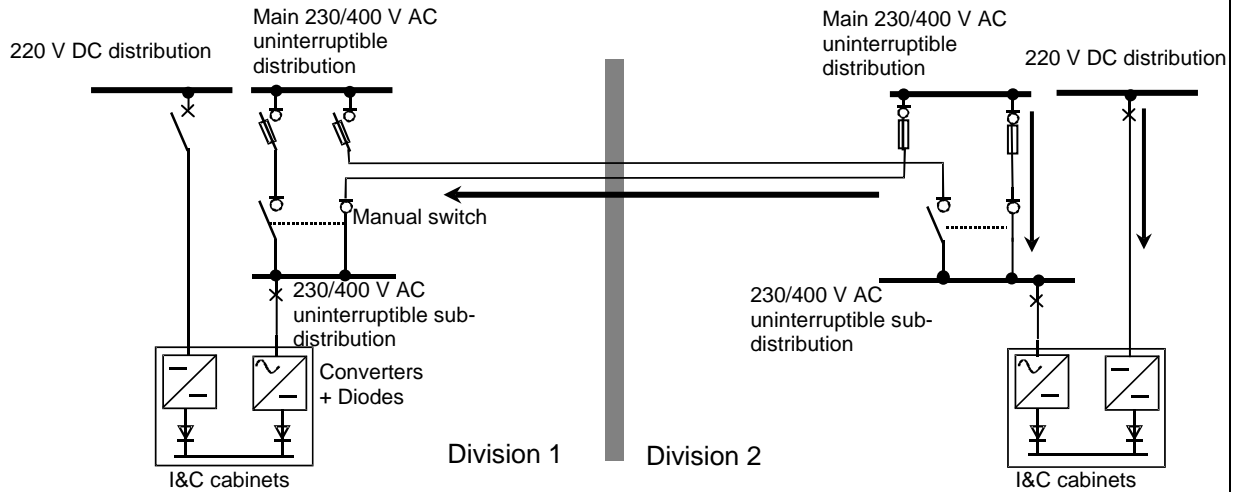 220 V DC distribution
Main 230/400 V AC
uninterruptible
distribution
Main 230/400 V AC
uninterruptible
distribution
220 V DC distribution
Manual switch
230/400 V AC
uninterruptible sub-
distribution
230/400 V AC
uninterruptible sub-
distribution
Converters
+ Diodes
Division 1
Division 2
I&C cabinets
I&C cabinets